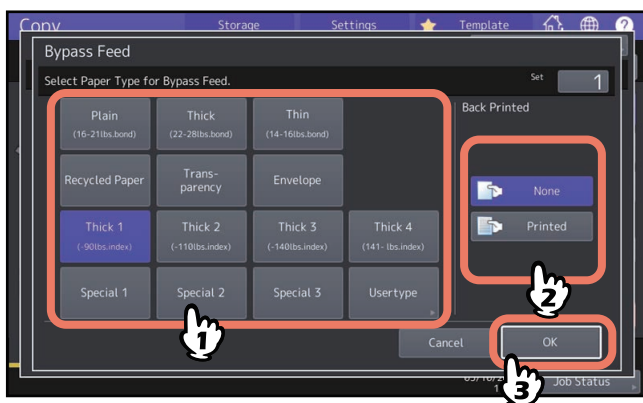 Copy Storage Settings Template
Bypass Feed
Select Paper Type for Bypass Feed.
Set 1
Plain
(16-21lbs.bond)
Thick
(22-28lbs.bond)
Thin
(14-16lbs.bond)
Recycled Paper
Trans-
parency
Envelope
Thick 1
(-90lbs.index)
Thick 2
(-110lbs.index)
Thick 3
(-140lbs.index)
Thick 4
(141- lbs.index)
Special 1
Special 2
Special 3
Usertype
1
Back Printed
None
Printed
2
Cancel
OK
3
Job Status